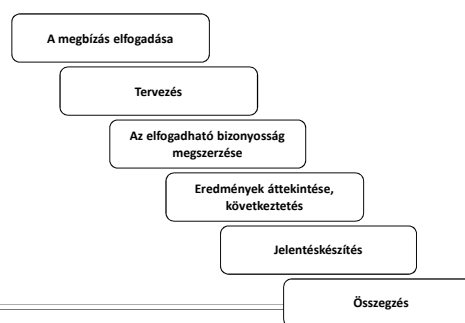 A megbízás elfogadása
Tervezés
Az elfogadható bizonyosság
megszerzése
Eredmények áttekintése,
következtetés
Jelentéskészítés
Összegzés